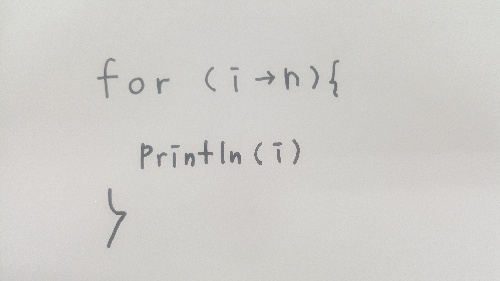 for (i→n){
Println(i)
}